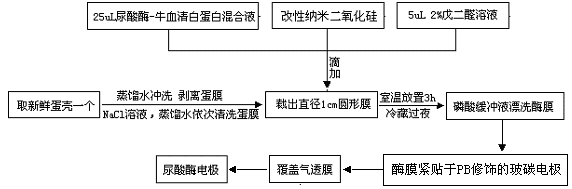 25uL尿酸酶-牛血清白蛋白混合液
改性纳米二氧化硅
5uL 2%戊二醛溶液
滴加
取新鲜蛋壳一个
蒸馏水冲洗 剥离蛋膜
NaCl溶液，蒸馏水依次清洗蛋膜
裁出直径1cm圆形膜
室温放置3h
冷藏过夜
磷酸缓冲液漂洗酶膜
尿酸酶电极
覆盖气透膜
酶膜紧贴于PB修饰的玻碳电极